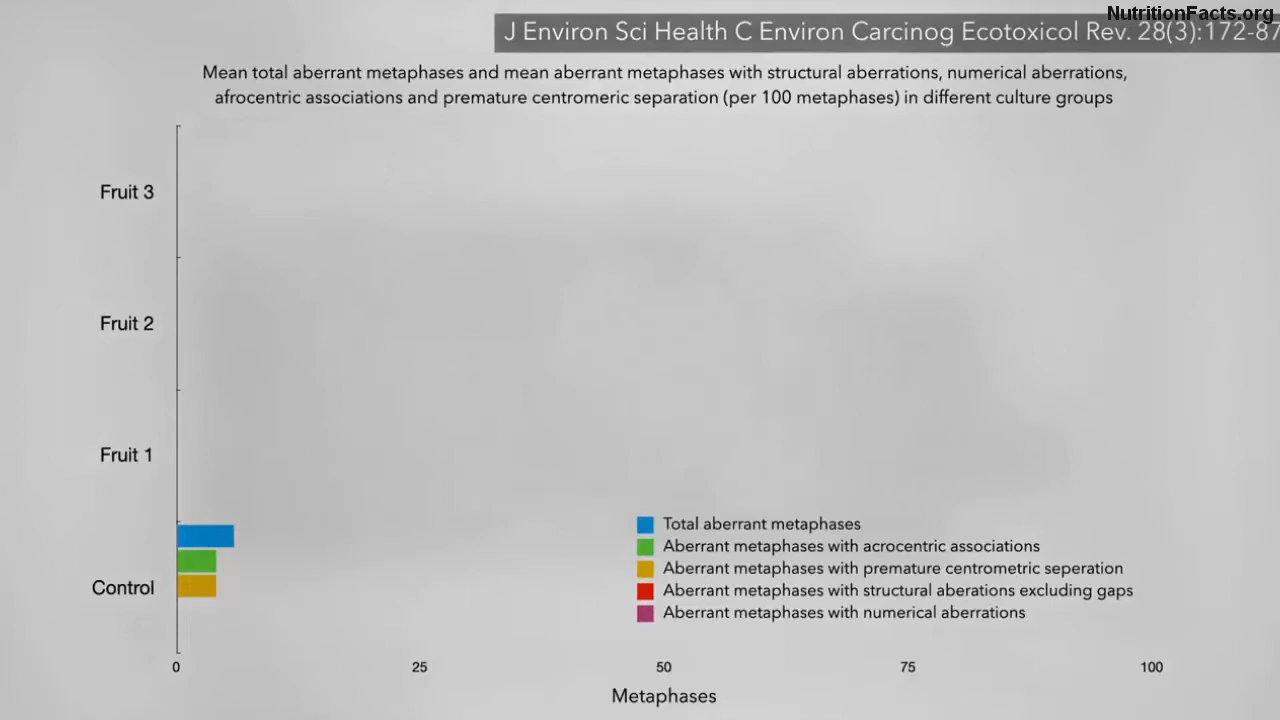 NutritionFacts.org
J Environ Sci Health C Environ Carcinog Ecotoxicol Rev. 28(3):172-87
Mean total aberrant metaphases and mean aberrant metaphases with structural aberrations, numerical aberrations,
afrocentric associations and premature centromeric separation (per 100 metaphases) in different culture groups
Fruit 3
Fruit 2
Fruit 1
Control
Total aberrant metaphases
Aberrant metaphases with acrocentric associations
Aberrant metaphases with premature centrometric seperation
Aberrant metaphases with structural aberations excluding gaps
Aberrant metaphases with numerical aberrations
0 25 50 75 100
Metaphases